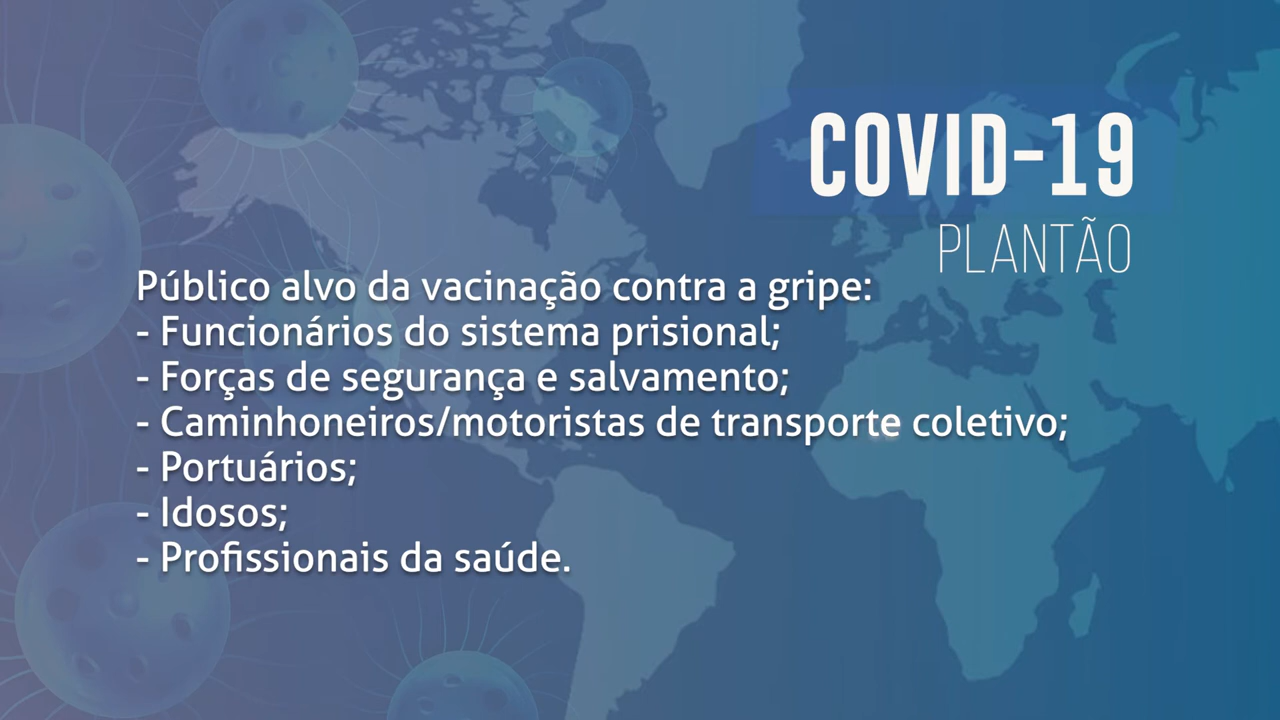 COVID-19
PLANTÃO
Público alvo da vacinação contra a gripe:
- Funcionários do sistema prisional;
- Forças de segurança e salvamento;
- Caminhoneiros/motoristas de transporte coletivo;
- Portuários;
- Idosos;
- Profissionais da saúde.